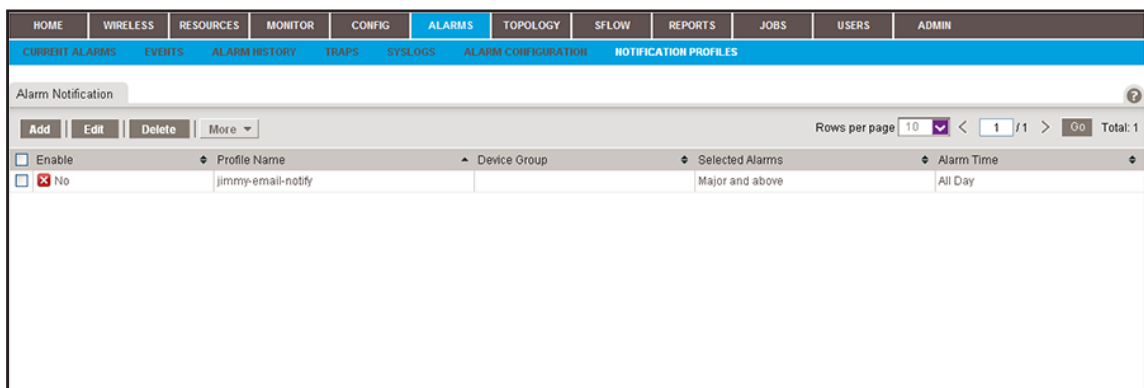 HOME WIRELESS RESOURCES MONITOR CONFIG ALARMS TOPOLOGY SFLOW REPORTS JOBS USERS ADMIN
CURRENT ALARMS EVENTS ALARM HISTORY TRAPS SYSLOGS ALARM CONFIGURATION NOTIFICATION PROFILES
Alarm Notification ?
Add Edit Delete More Rows per page 10 < 1 /1 > Go Total: 1
Enable Profile Name Device Group Selected Alarms Alarm Time
No jimmy-email-notify Major and above All Day